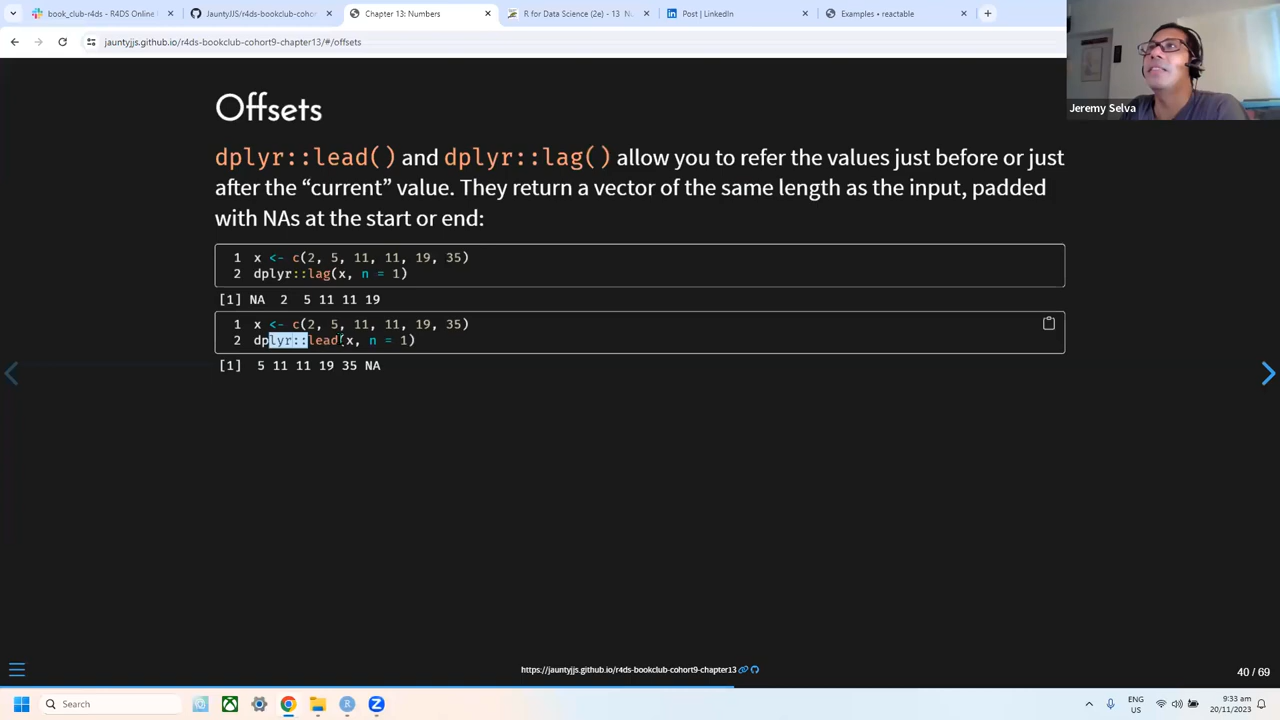 book_club-r4ds - R4DS Online
JauntyJJS/r4ds-bookclub-cohor
Chapter 13: Numbers
R for Data Science (2e) - 13 Nu
Post | LinkedIn
Examples – reactable
jauntyjjs.github.io/r4ds-bookclub-cohort9-chapter13/#/offsets
Jeremy Selva
Offsets
dplyr::lead() and dplyr::lag() allow you to refer the values just before or just
after the “current” value. They return a vector of the same length as the input, padded
with NAs at the start or end:
1 x <- c(2, 5, 11, 11, 19, 35)
2 dplyr::lag(x, n = 1)
[1] NA 2 5 11 11 19
1 x <- c(2, 5, 11, 11, 19, 35)
2 dplyr::lead(x, n = 1)
[1] 5 11 11 19 35 NA
https://jauntyjjs.github.io/r4ds-bookclub-cohort9-chapter13
40 / 69
Search
ENG
US
9:33 am
20/11/2023